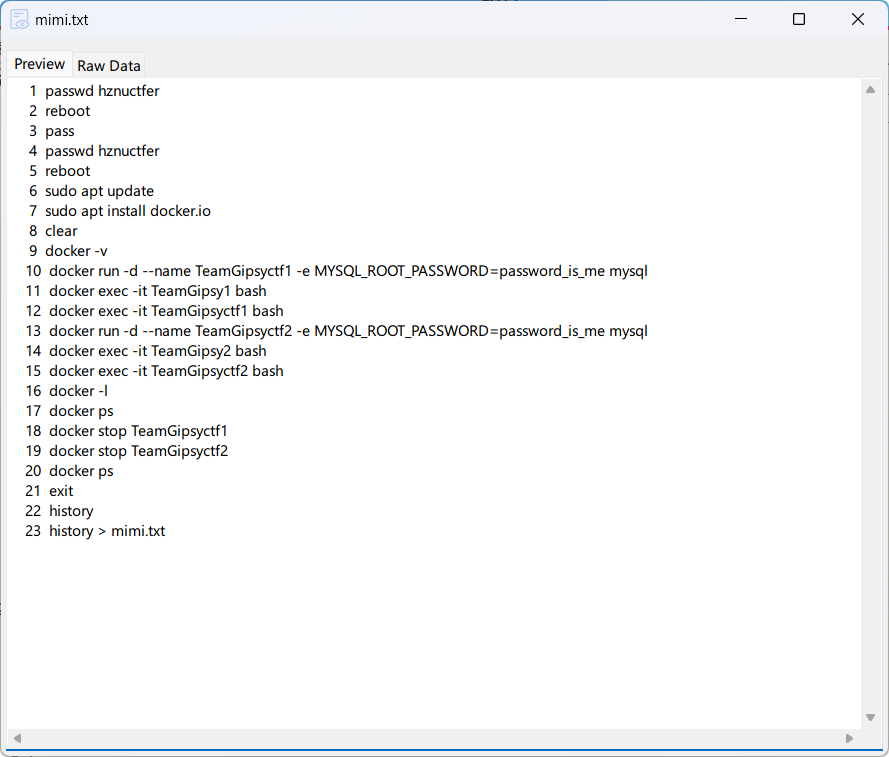 mimi.txt
Preview Raw Data
1 passwd hznuctfer
2 reboot
3 pass
4 passwd hznuctfer
5 reboot
6 sudo apt update
7 sudo apt install docker.io
8 clear
9 docker -v
10 docker run -d --name TeamGipsyctf1 -e MYSQL_ROOT_PASSWORD=password_is_me mysql
11 docker exec -it TeamGipsy1 bash
12 docker exec -it TeamGipsyctf1 bash
13 docker run -d --name TeamGipsyctf2 -e MYSQL_ROOT_PASSWORD=password_is_me mysql
14 docker exec -it TeamGipsy2 bash
15 docker exec -it TeamGipsyctf2 bash
16 docker -l
17 docker ps
18 docker stop TeamGipsyctf1
19 docker stop TeamGipsyctf2
20 docker ps
21 exit
22 history
23 history > mimi.txt